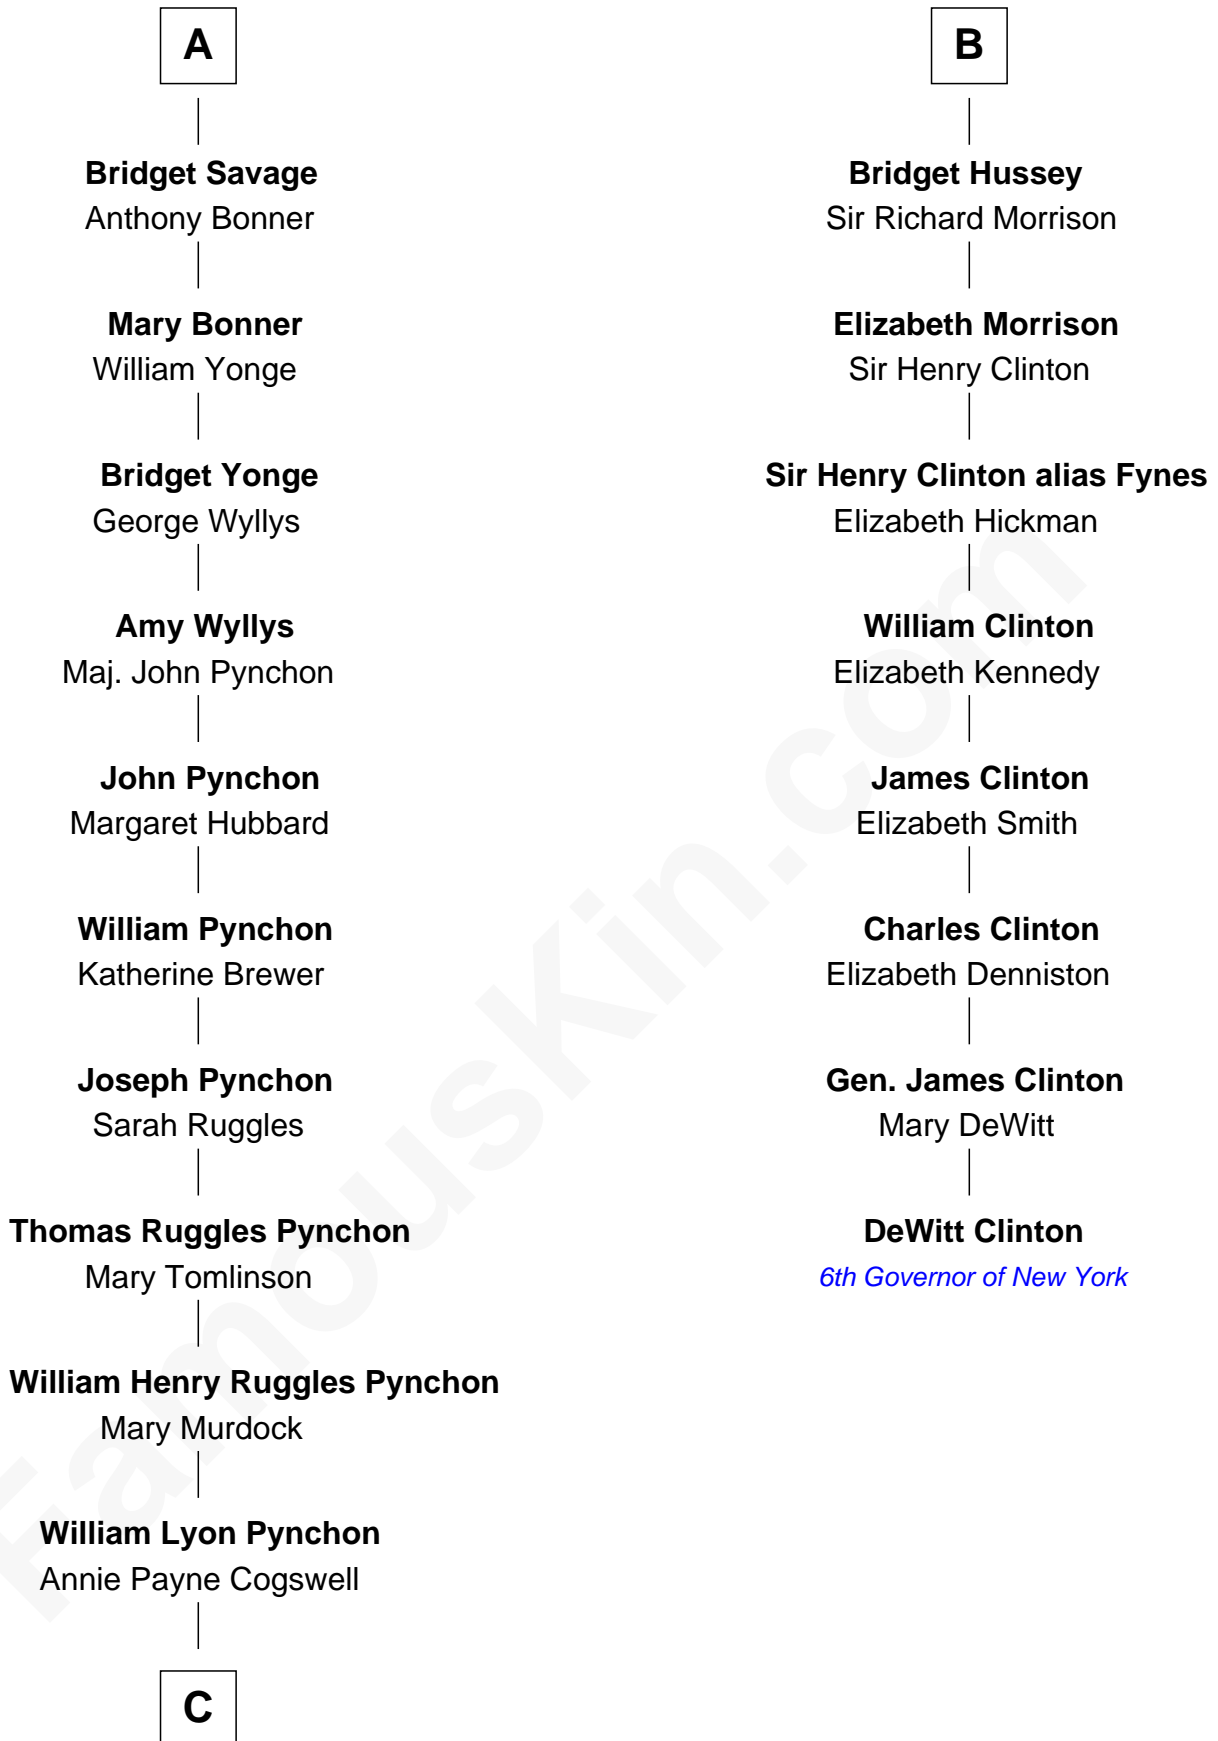 A
Bridget Savage
Anthony Bonner
Mary Bonner
William Yonge
Bridget Yonge
George Wyllys
Amy Wyllys
Maj. John Pynchon
John Pynchon
Margaret Hubbard
William Pynchon
Katherine Brewer
Joseph Pynchon
Sarah Ruggles
Thomas Ruggles Pynchon
Mary Tomlinson
William Henry Ruggles Pynchon
Mary Murdock
William Lyon Pynchon
Annie Payne Cogswell
C
B
Bridget Hussey
Sir Richard Morrison
Elizabeth Morrison
Sir Henry Clinton
Sir Henry Clinton alias Fynes
Elizabeth Hickman
William Clinton
Elizabeth Kennedy
James Clinton
Elizabeth Smith
Charles Clinton
Elizabeth Denniston
Gen. James Clinton
Mary DeWitt
DeWitt Clinton
6th Governor of New York
FamousKin.com